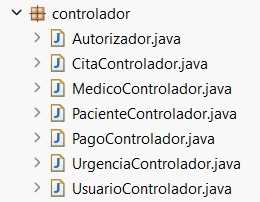 controlador
Autorizador.java
CitaControlador.java
MedicoControlador.java
PacienteControlador.java
PagoControlador.java
UrgenciaControlador.java
UsuarioControlador.java